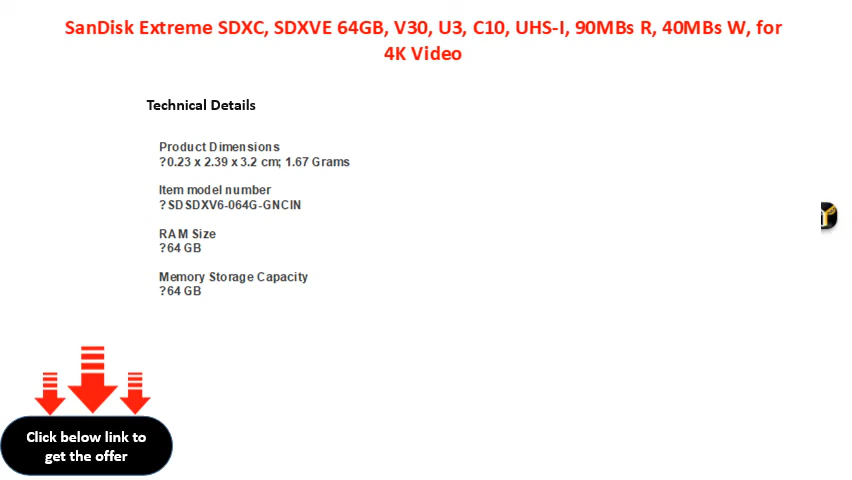 SanDisk Extreme SDXC, SDXVE 64GB, V30, U3, C10, UHS-I, 90MBs R, 40MBs W, for
4K Video
Technical Details
Product Dimensions
?0.23 x 2.39 x 3.2 cm; 1.67 Grams
Item model number
?SDSDXV6-064G-GNCIN
RAM Size
?64 GB
Memory Storage Capacity
?64 GB
Click below link to
get the offer